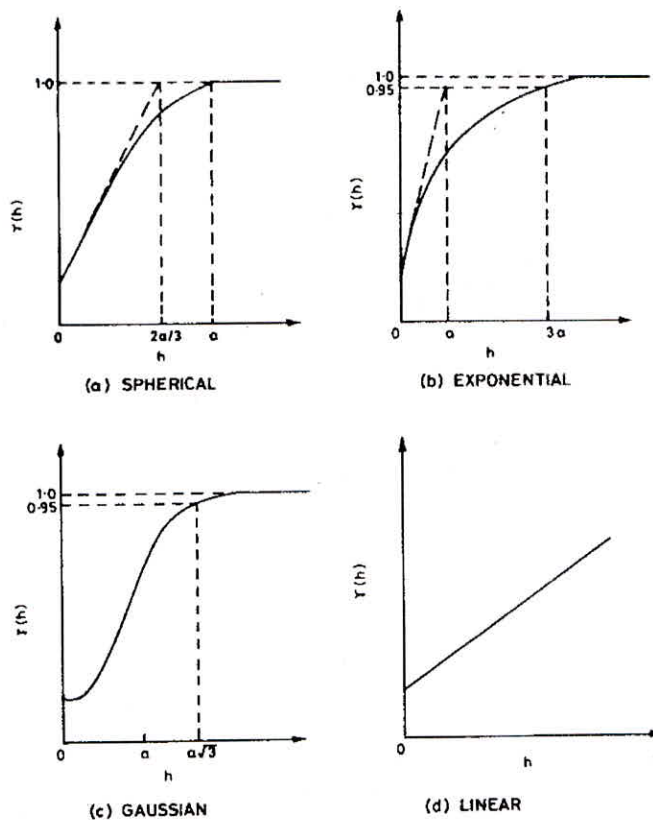 1·0
γ(h)
0
2a/3
a
h
(a) SPHERICAL
1·0
0·95
γ(h)
0
a
3a
h
(b) EXPONENTIAL
1·0
0·95
γ(h)
0
a
a√3
h
(c) GAUSSIAN
γ(h)
0
h
(d) LINEAR